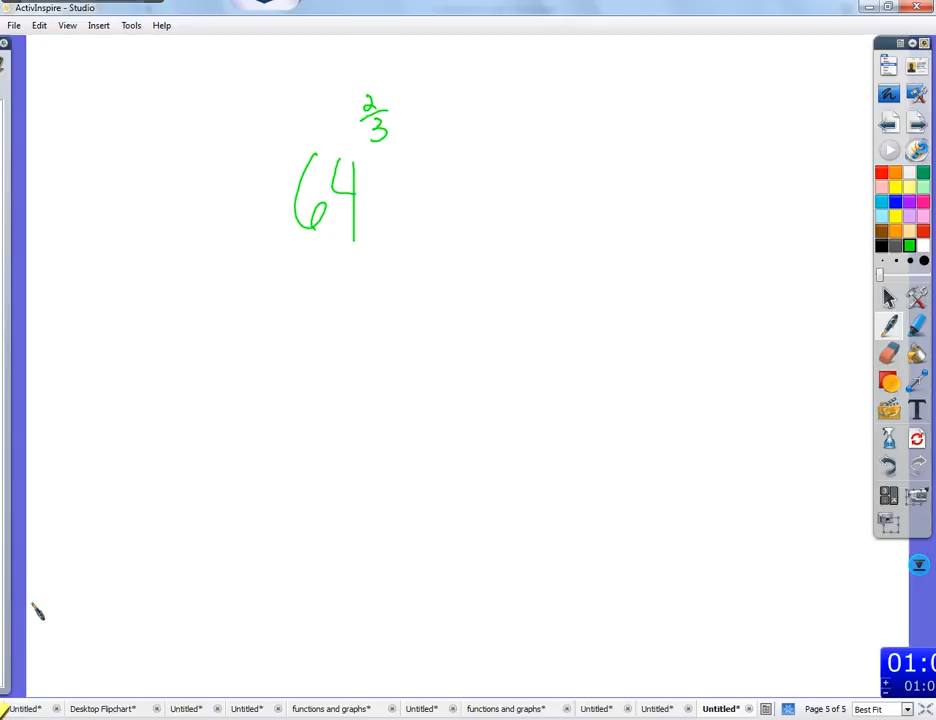 ActivInspire - Studio
File Edit View Insert Tools Help
2
3
64
01:0
01:0
Untitled* Desktop Flipchart* Untitled* Untitled* functions and graphs* Untitled* functions and graphs* Untitled* Untitled* Untitled* Page 5 of 5 Best Fit